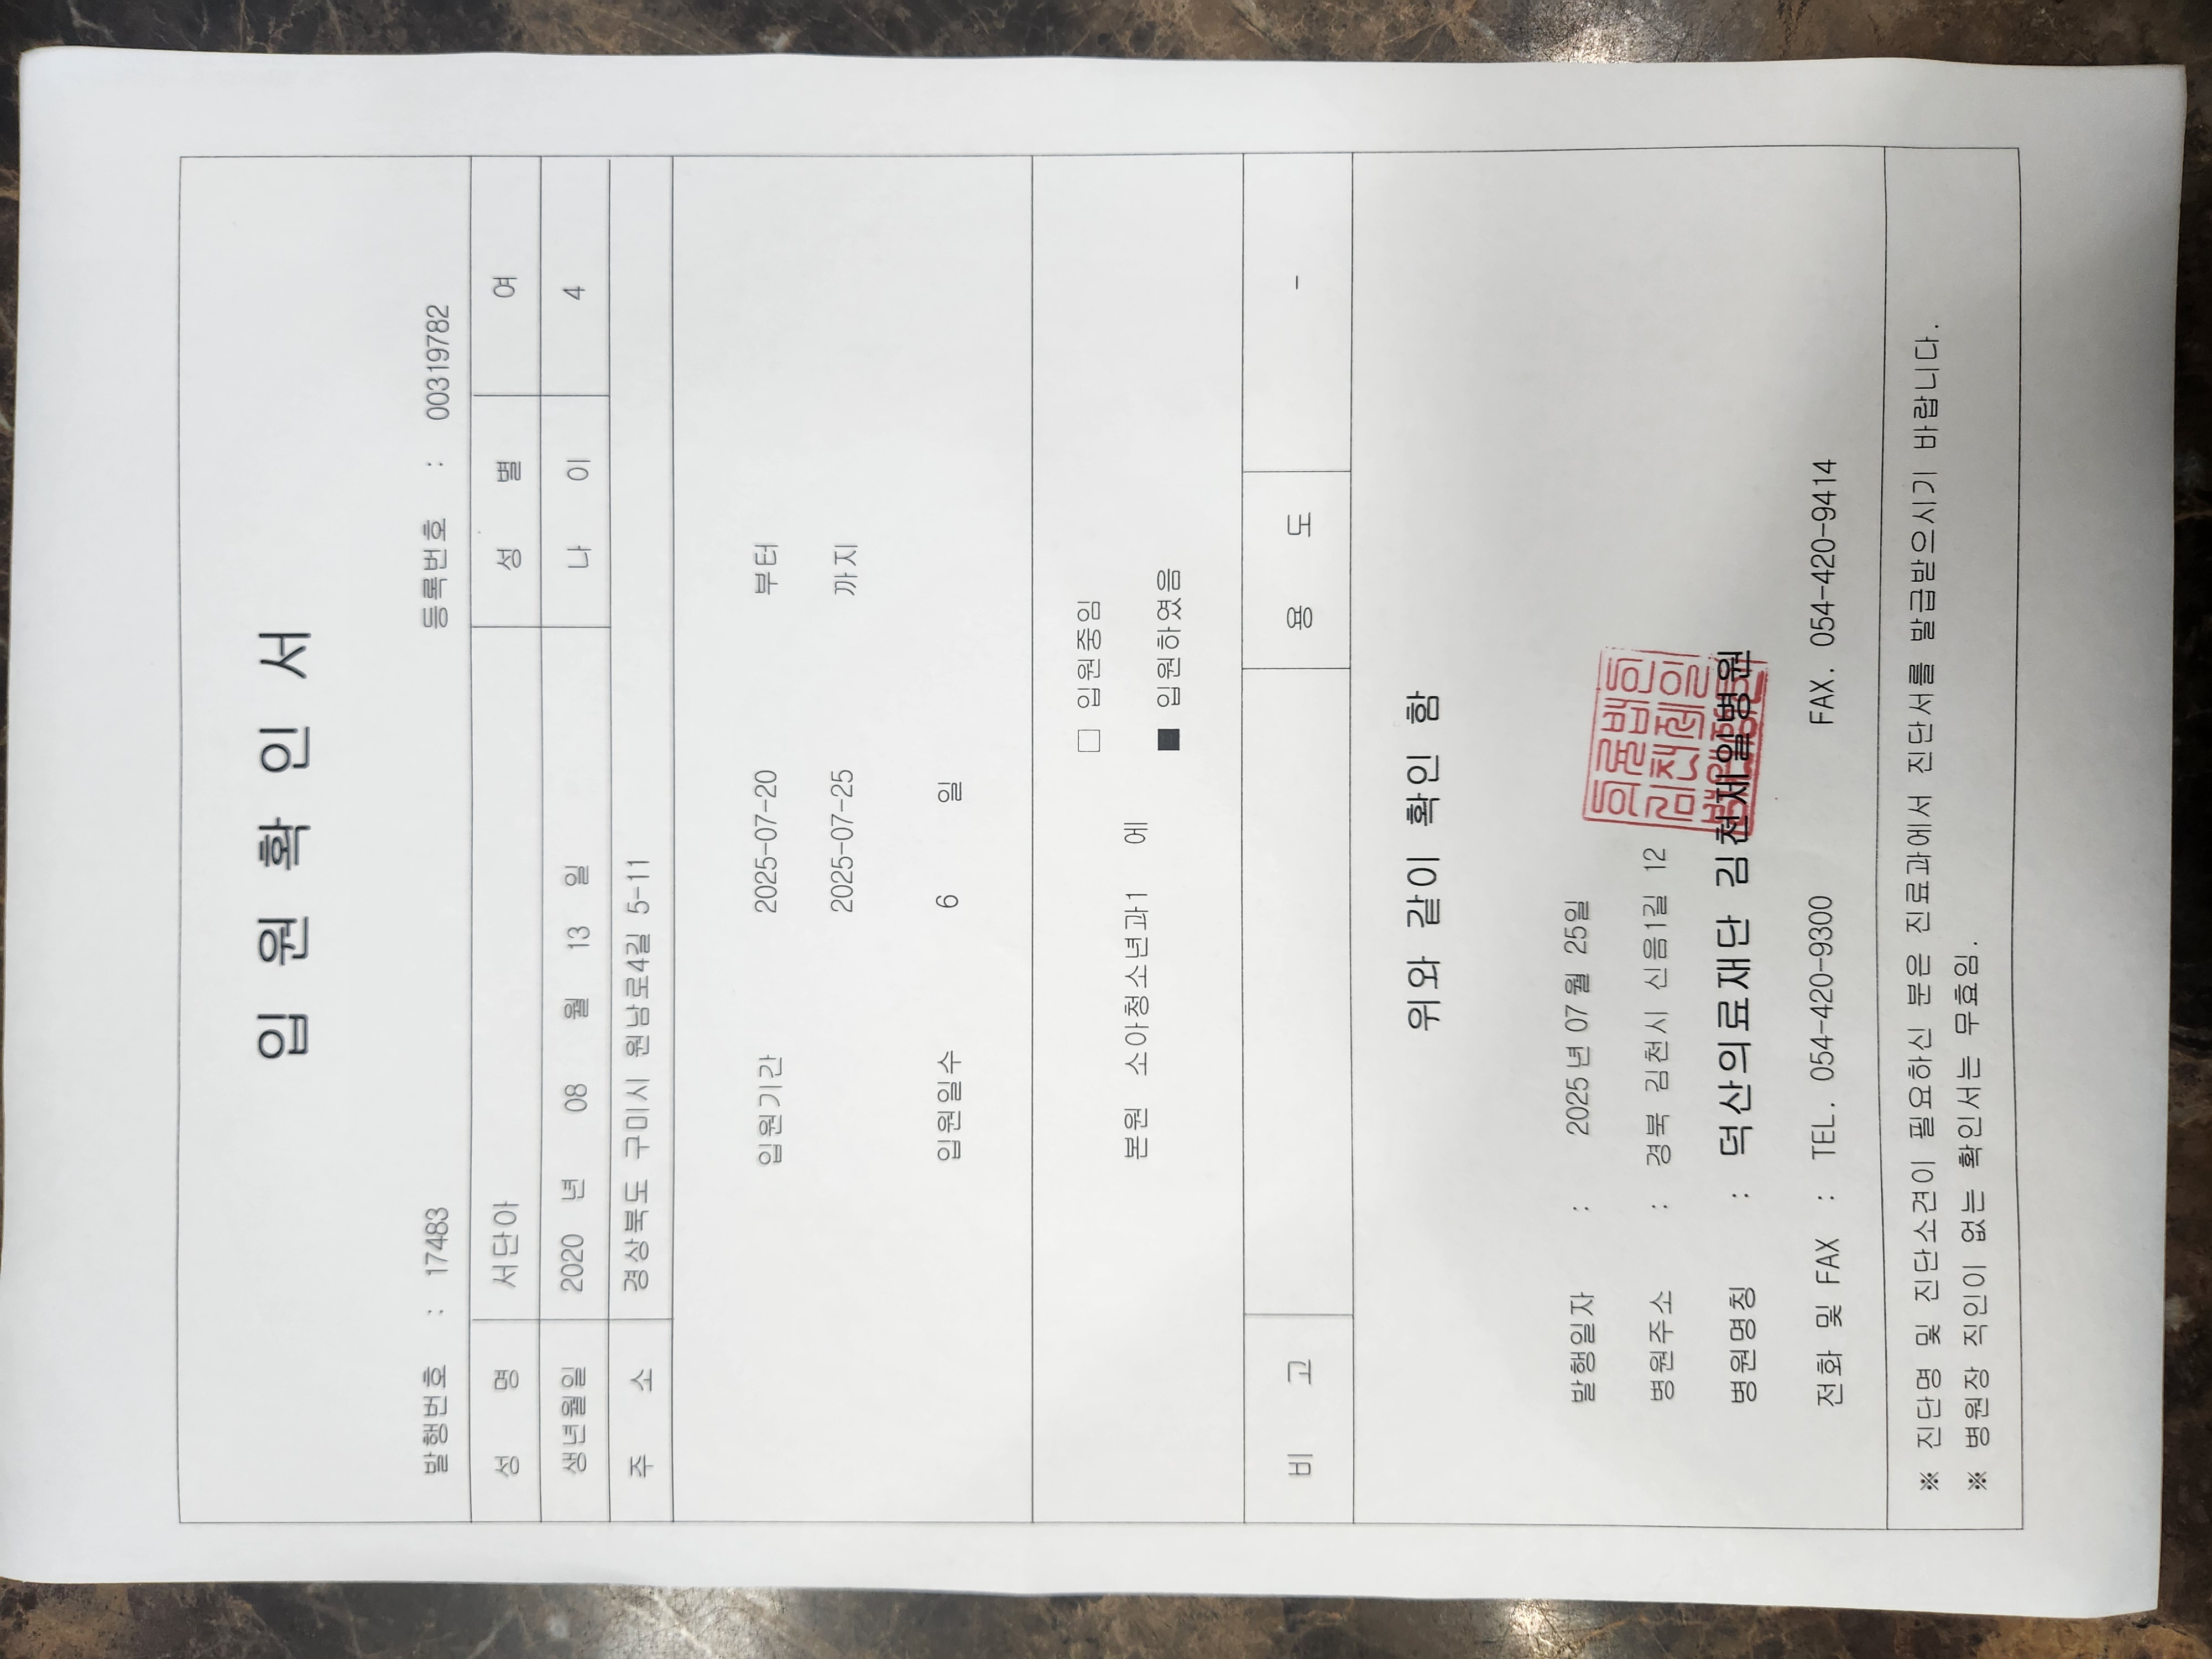 입 원 확 인 서
발행번호 : 17483 등록번호 : 00319782
성 명 서단아 성 별 여
생년월일 2020 년 08 월 13 일 나 이 4
주 소 경상북도 구미시 원남로4길 5-11
입원기간 2025-07-20 부터
2025-07-25 까지
입원일수 6 일
□ 입원중임
본원 소아청소년과1 에
■ 입원하였음
비 고 용 도 -
위와 같이 확인 함
발행일자 : 2025년 07월 25일
병원주소 : 경북 김천시 신음1길 12
병원명칭 : 덕산의료재단 김천제일병원
전화 및 FAX : TEL. 054-420-9300 FAX. 054-420-9414
※ 진단명 및 진단소견이 필요하신 분은 진료과에서 진단서를 발급받으시기 바랍니다.
※ 병원장 직인이 없는 확인서는 무효임.